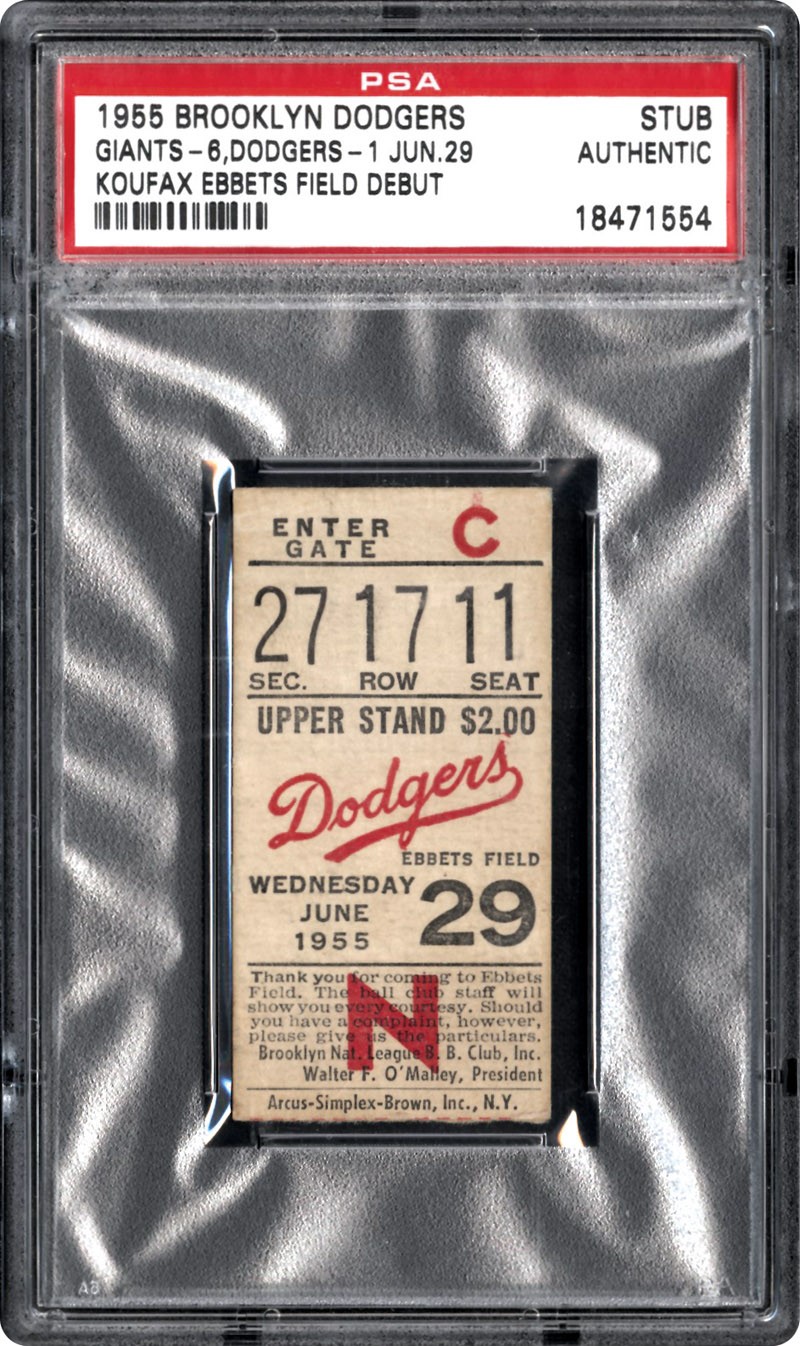 PSA
1955 BROOKLYN DODGERS STUB
GIANTS-6,DODGERS-1 JUN.29 AUTHENTIC
KOUFAX EBBETS FIELD DEBUT
18471554
ENTER
GATE C
27 17 11
SEC. ROW SEAT
UPPER STAND $2.00
Dodgers
EBBETS FIELD
WEDNESDAY
JUNE 29
1955
Thank you for coming to Ebbets
Field. The ball club staff will
show you every courtesy. Should
you have a complaint, however,
please give us the particulars.
Brooklyn Nat. League B. B. Club, Inc.
Walter F. O'Malley, President
N
Arcus-Simplex-Brown, Inc., N.Y.